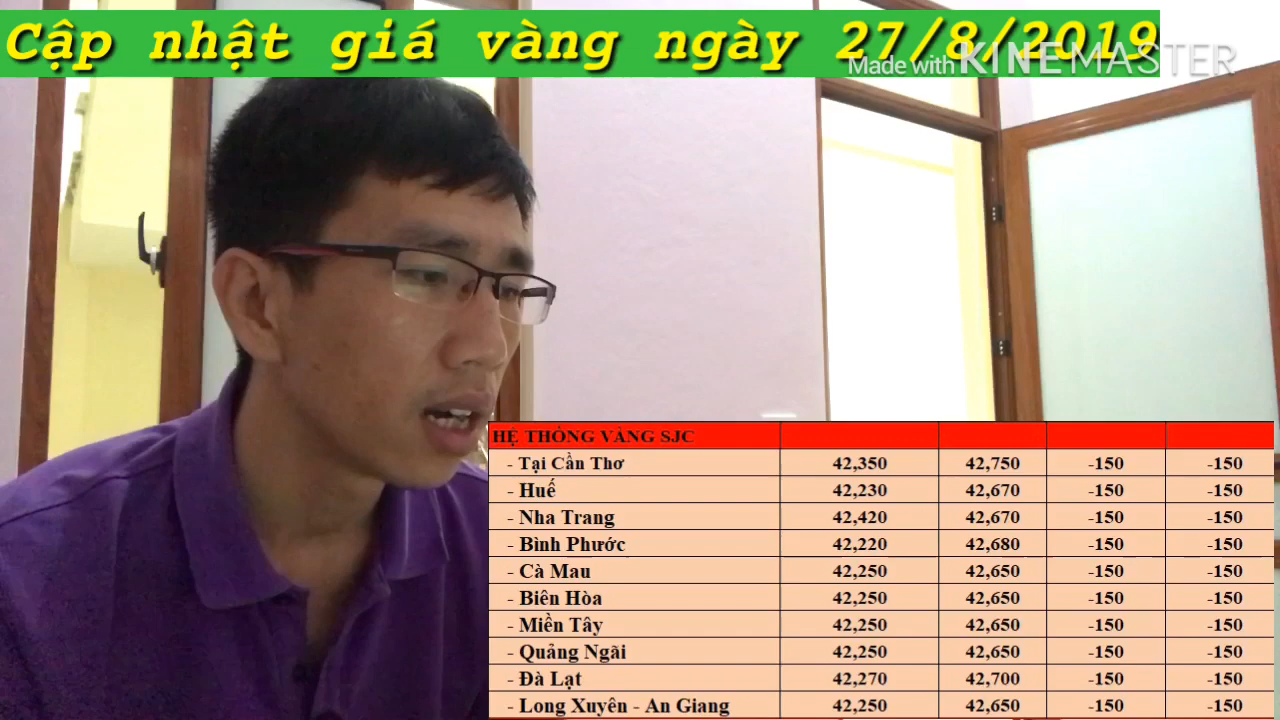 Cập nhật giá vàng ngày 27/8/2019
Made with KINEMASTER
HỆ THỐNG VÀNG SJC
- Tại Cần Thơ 42,350 42,750 -150 -150
- Huế 42,230 42,670 -150 -150
- Nha Trang 42,420 42,670 -150 -150
- Bình Phước 42,220 42,680 -150 -150
- Cà Mau 42,250 42,650 -150 -150
- Biên Hòa 42,250 42,650 -150 -150
- Miền Tây 42,250 42,650 -150 -150
- Quảng Ngãi 42,250 42,650 -150 -150
- Đà Lạt 42,270 42,700 -150 -150
- Long Xuyên - An Giang 42,250 42,650 -150 -150